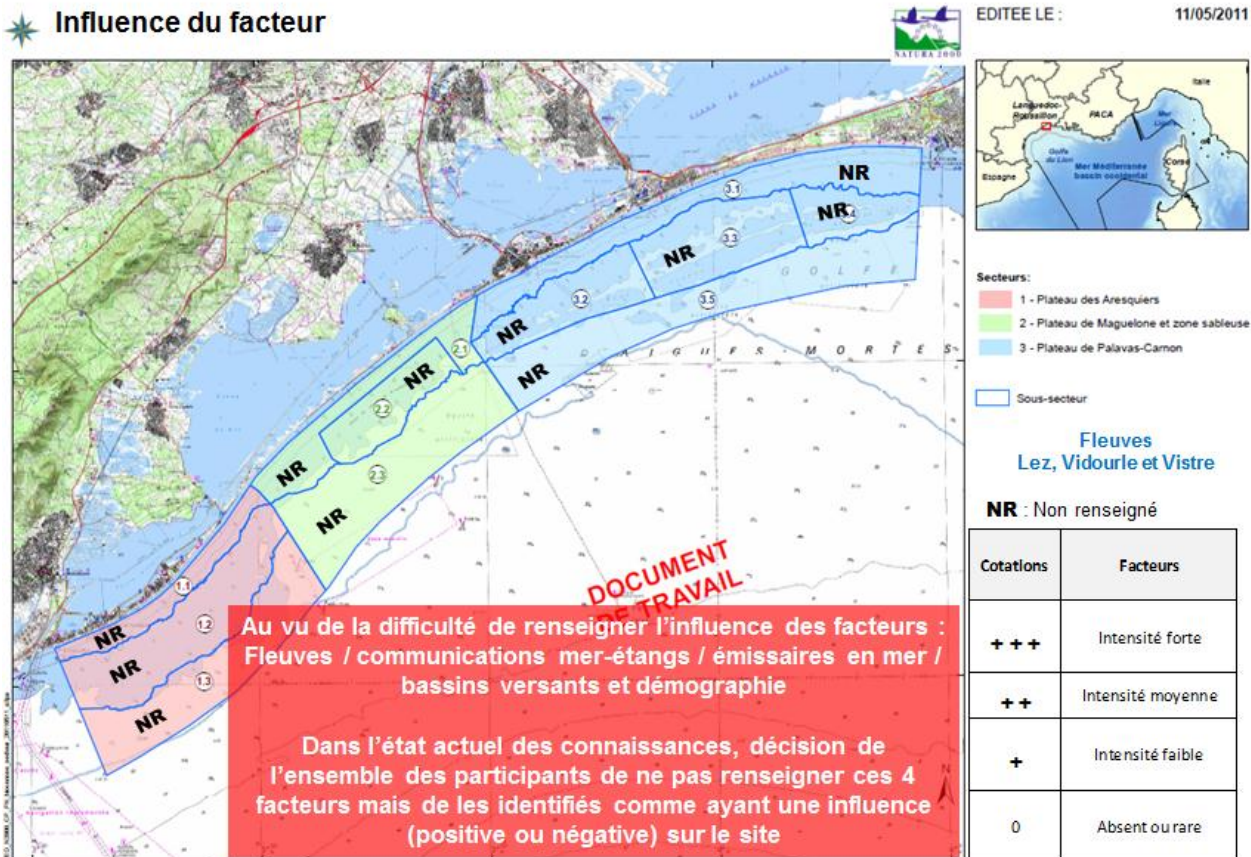 Influence du facteur
NATURA 2000
EDITEE LE :
11/05/2011
Italie
Languedoc-
Roussillon
PACA
Mer
Golfe
du Lion
Mer Méditerranée
bassin occidental
Corse
Espagne
Secteurs:
1 - Plateau des Aresquiers
2 - Plateau de Maguelone et zone sableuse
3 - Plateau de Palavas-Carnon
Sous-secteur
Fleuves
Lez, Vidourle et Vistre
NR : Non renseigné
Cotations
Facteurs
+ + +
Intensité forte
+ +
Intensité moyenne
+
Intensité faible
0
Absent ou rare
NR
3.1
NR
NR
3.3
3.2
3.5
GOLFE
NR
2.1
NR
D'AIGUES-MORTES
NR
2.2
NR
2.3
NR
1.1
NR
1.2
NR
1.3
NR
N
DOCUMENT
DE TRAVAIL
Au vu de la difficulté de renseigner l'influence des facteurs :
Fleuves / communications mer-étangs / émissaires en mer /
bassins versants et démographie
Dans l'état actuel des connaissances, décision de
l'ensemble des participants de ne pas renseigner ces 4
facteurs mais de les identifiés comme ayant une influence
(positive ou négative) sur le site